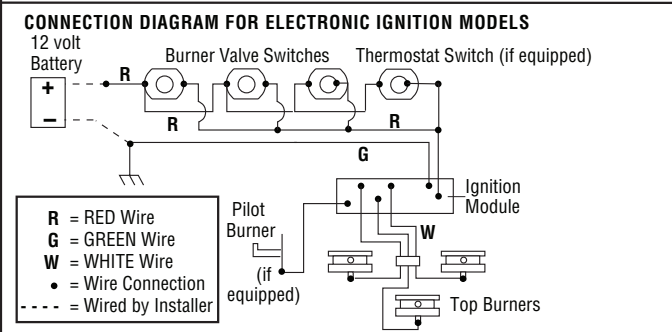 CONNECTION DIAGRAM FOR ELECTRONIC IGNITION MODELS
12 volt
Battery
Burner Valve Switches
Thermostat Switch (if equipped)
+
–
R
R
R
G
Ignition
Module
W
Pilot
Burner
(if
equipped)
Top Burners
R = RED Wire
G = GREEN Wire
W = WHITE Wire
• = Wire Connection
- - - - = Wired by Installer